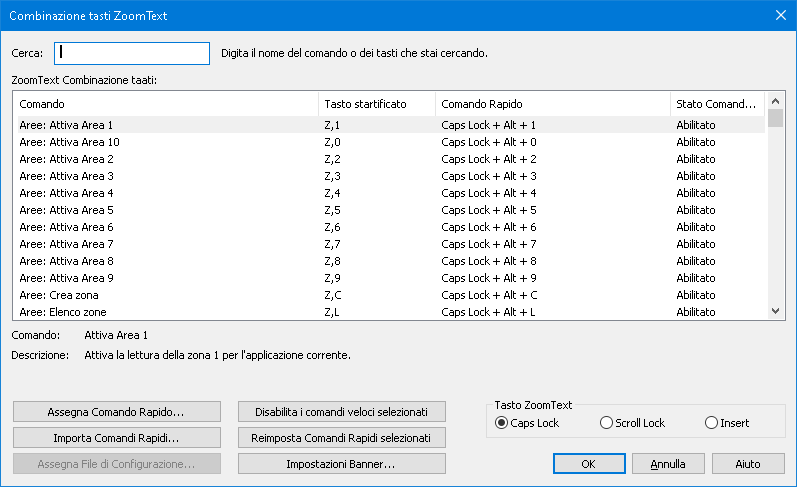 Combinazione tasti ZoomText
Cerca: Digita il nome del comando o dei tasti che stai cercando.
ZoomText Combinazione taati:
Comando Tasto startificato Comando Rapido Stato Comand...
Aree: Attiva Area 1 Z,1 Caps Lock + Alt + 1 Abilitato
Aree: Attiva Area 10 Z,0 Caps Lock + Alt + 0 Abilitato
Aree: Attiva Area 2 Z,2 Caps Lock + Alt + 2 Abilitato
Aree: Attiva Area 3 Z,3 Caps Lock + Alt + 3 Abilitato
Aree: Attiva Area 4 Z,4 Caps Lock + Alt + 4 Abilitato
Aree: Attiva Area 5 Z,5 Caps Lock + Alt + 5 Abilitato
Aree: Attiva Area 6 Z,6 Caps Lock + Alt + 6 Abilitato
Aree: Attiva Area 7 Z,7 Caps Lock + Alt + 7 Abilitato
Aree: Attiva Area 8 Z,8 Caps Lock + Alt + 8 Abilitato
Aree: Attiva Area 9 Z,9 Caps Lock + Alt + 9 Abilitato
Aree: Crea zona Z,C Caps Lock + Alt + C Abilitato
Aree: Elenco zone Z,L Caps Lock + Alt + L Abilitato
Comando: Attiva Area 1
Descrizione: Attiva la lettura della zona 1 per l'applicazione corrente.
Assegna Comando Rapido... Disabilita i comandi veloci selezionati
Importa Comandi Rapidi... Reimposta Comandi Rapidi selezionati
Assegna File di Configurazione... Impostazioni Banner...
Tasto ZoomText
Caps Lock Scroll Lock Insert
OK Annulla Aiuto